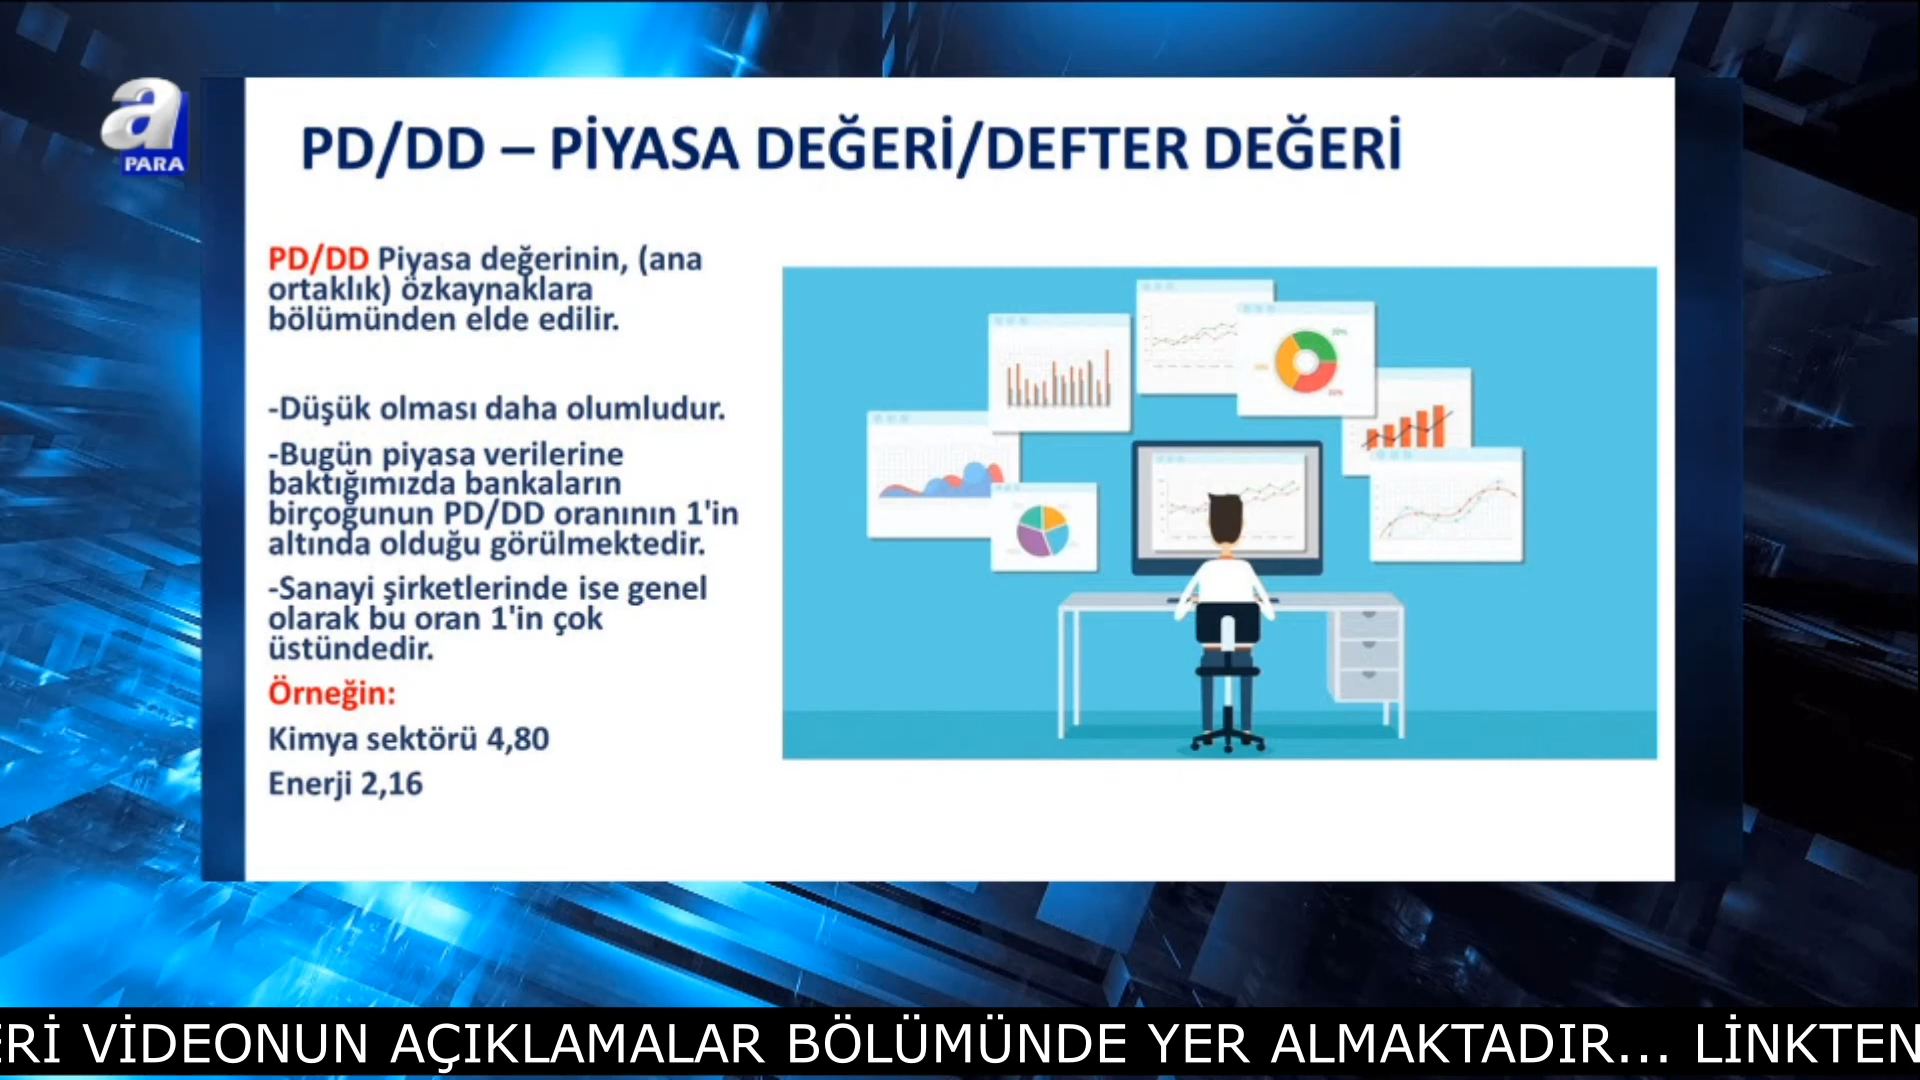 a
PARA
PD/DD – PİYASA DEĞERİ/DEFTER DEĞERİ
PD/DD Piyasa değerinin, (ana
ortaklık) özkaynaklara
bölümünden elde edilir.
-Düşük olması daha olumludur.
-Bugün piyasa verilerine
baktığımızda bankaların
birçoğunun PD/DD oranının 1'in
altında olduğu görülmektedir.
-Sanayi şirketlerinde ise genel
olarak bu oran 1'in çok
üstündedir.
Örneğin:
Kimya sektörü 4,80
Enerji 2,16
ERİ VİDEONUN AÇIKLAMALAR BÖLÜMÜNDE YER ALMAKTADIR... LİNKTEN